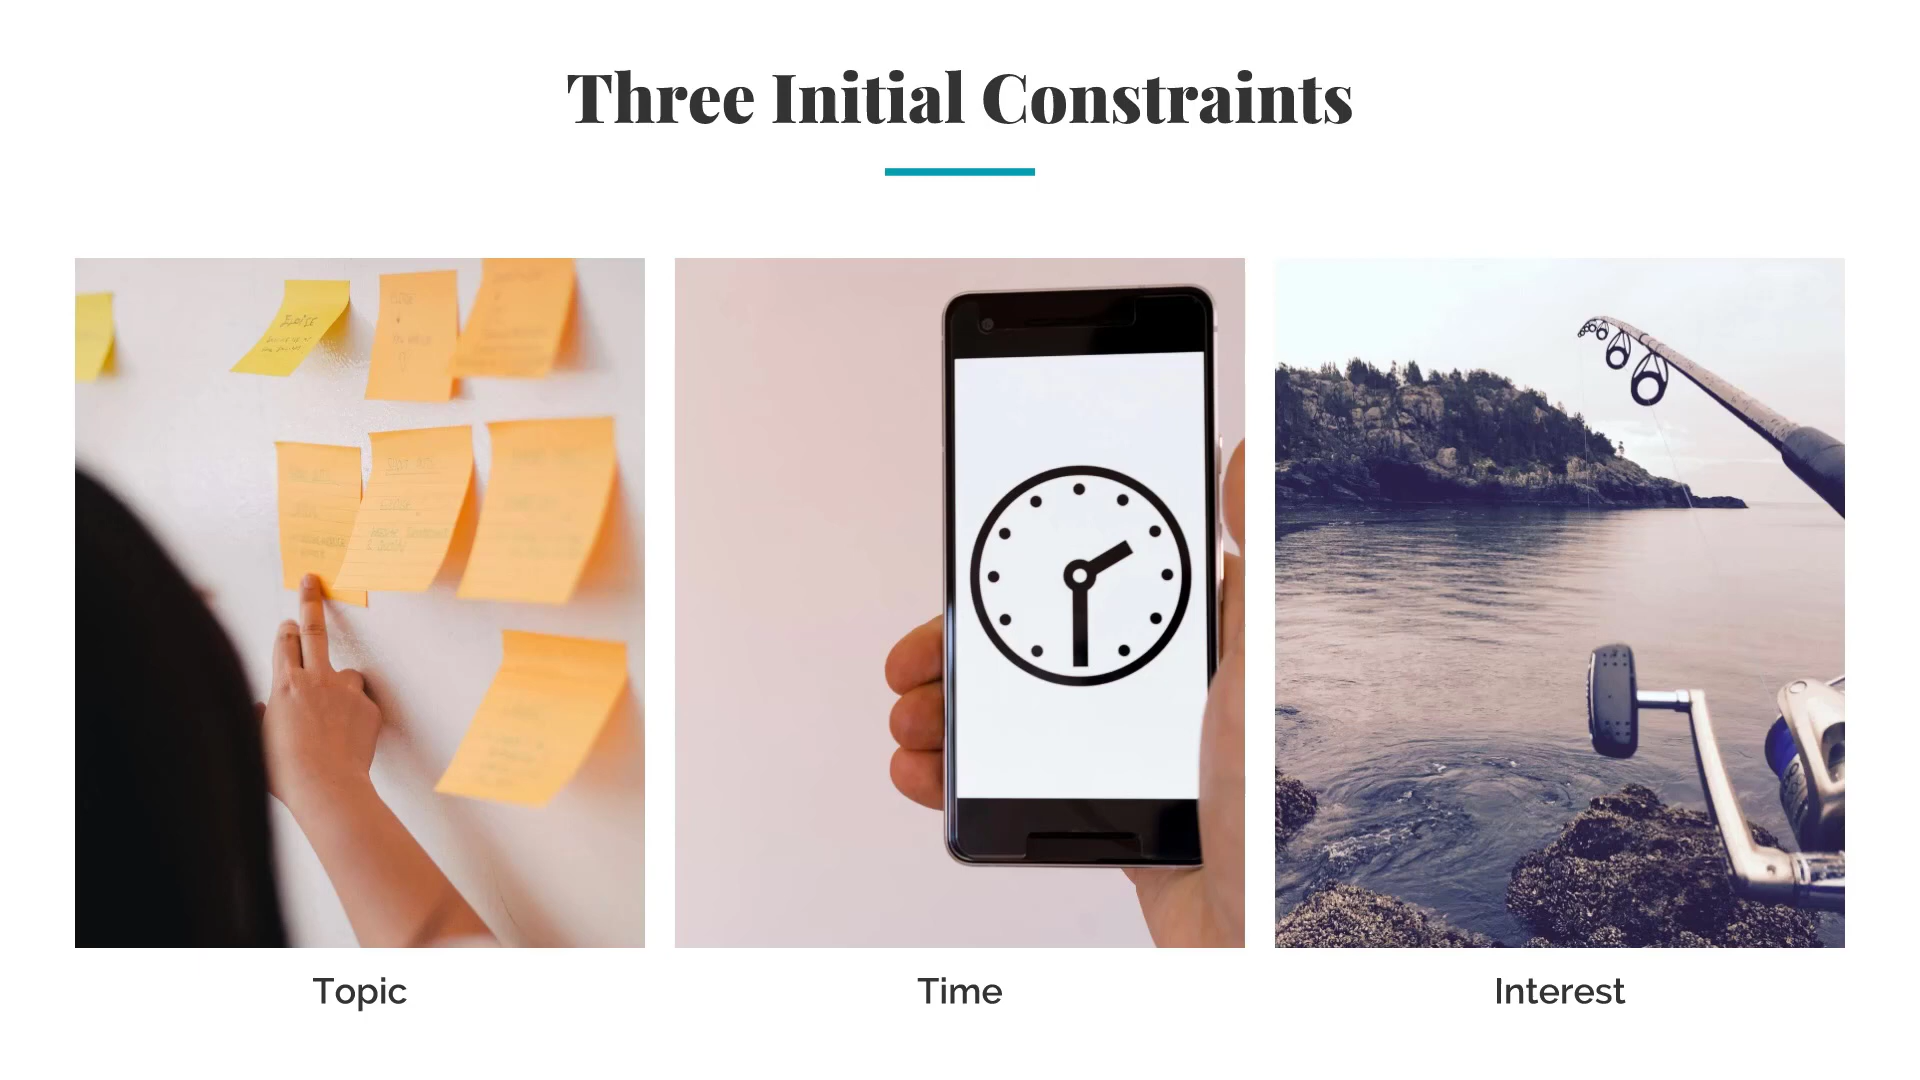 Three Initial Constraints
Topic
Time
Interest